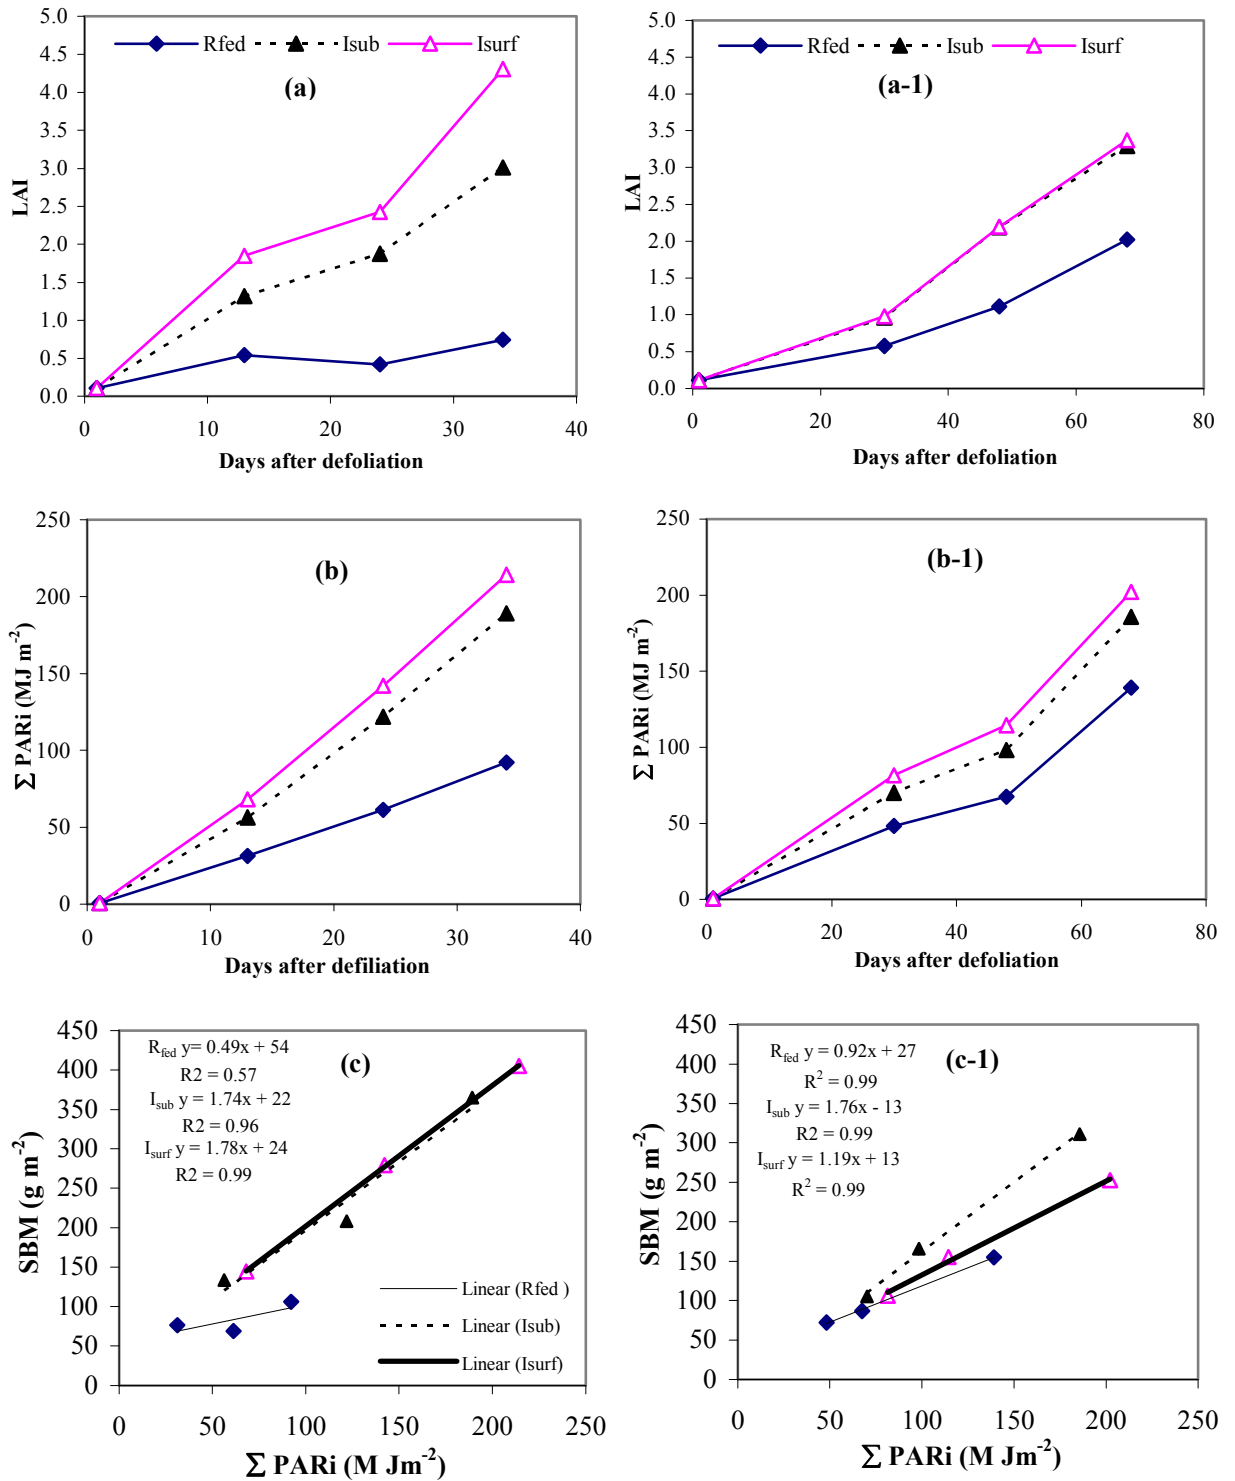 5.0
4.5
4.0
3.5
3.0
2.5
2.0
1.5
1.0
0.5
0.0
LAI
Rfed Isub Isurf
(a)
0 10 20 30 40
Days after defoliation
5.0
4.5
4.0
3.5
3.0
2.5
2.0
1.5
1.0
0.5
0.0
LAI
Rfed Isub Isurf
(a-1)
0 20 40 60 80
Days after defoliation
250
200
150
100
50
0
∑ PARi (MJ m-2)
(b)
0 10 20 30 40
Days after defiliation
250
200
150
100
50
0
∑ PARi (MJ m-2)
(b-1)
0 20 40 60 80
Days after defoliation
450
400
350
300
250
200
150
100
50
0
SBM (g m-2)
Rfed y= 0.49x + 54
R2 = 0.57
Isub y = 1.74x + 22
R2 = 0.96
Isurf y = 1.78x + 24
R2 = 0.99
(c)
Linear (Rfed )
Linear (Isub)
Linear (Isurf)
0 50 100 150 200 250
∑ PARi (M Jm-2)
450
400
350
300
250
200
150
100
50
0
SBM (g m-2)
Rfed y = 0.92x + 27
R2 = 0.99
Isub y = 1.76x - 13
R2 = 0.99
Isurf y = 1.19x + 13
R2 = 0.99
(c-1)
0 50 100 150 200 250
∑ PARi (M Jm-2)